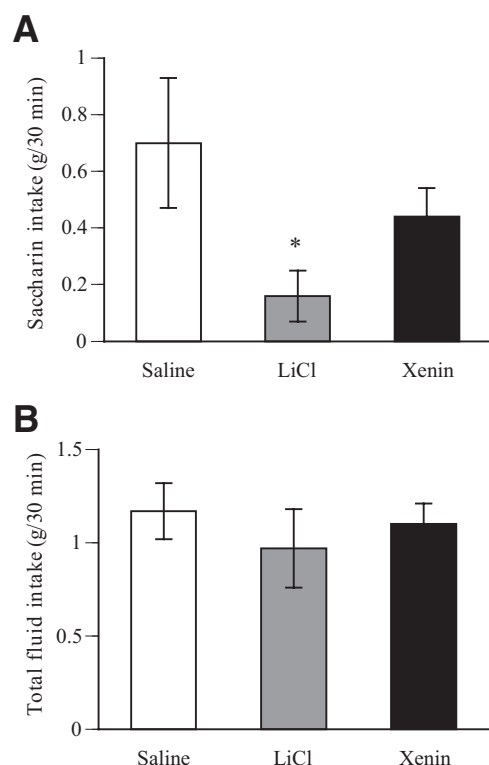 A
Saccharin intake (g/30 min)
1
0.8
0.6
0.4
0.2
0
*
Saline LiCl Xenin
B
Total fluid intake (g/30 min)
1.5
1
0.5
0
Saline LiCl Xenin